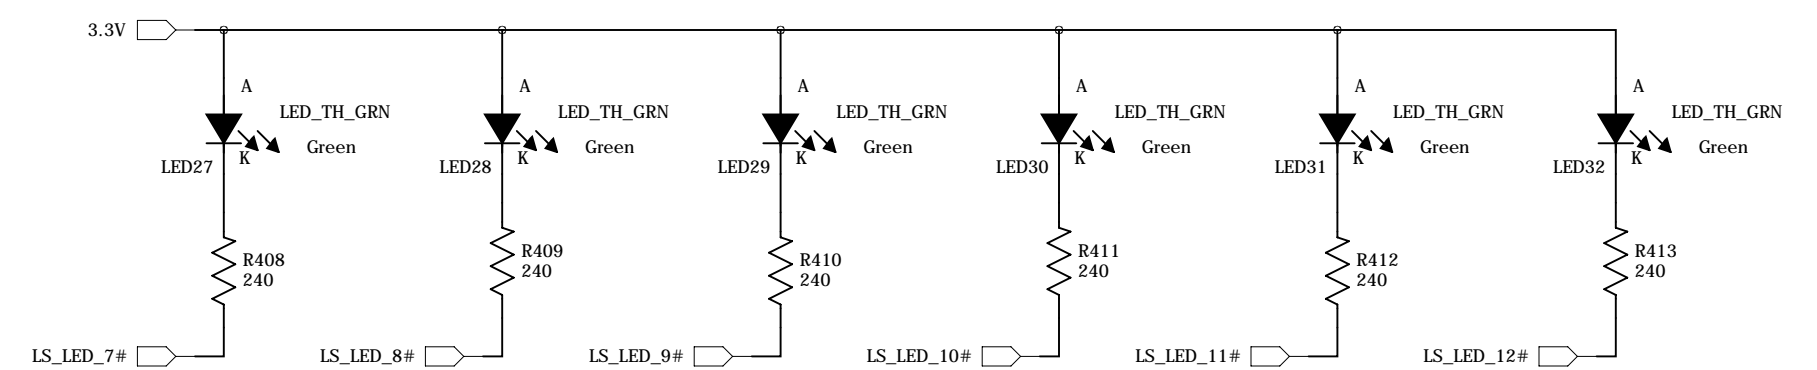 3.3V
A
A
A
A
A
A
LED_TH_GRN
LED_TH_GRN
LED_TH_GRN
LED_TH_GRN
LED_TH_GRN
LED_TH_GRN
Green
Green
Green
Green
Green
Green
K
K
K
K
K
K
LED27
LED28
LED29
LED30
LED31
LED32
R408
240
R409
240
R410
240
R411
240
R412
240
R413
240
LS_LED_7#
LS_LED_8#
LS_LED_9#
LS_LED_10#
LS_LED_11#
LS_LED_12#